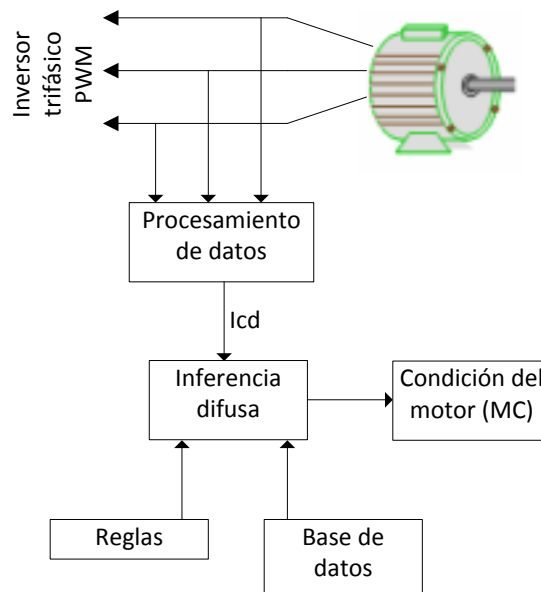 Inversor
trifásico
PWM
Procesamiento
de datos
Icd
Inferencia
difusa
Condición del
motor (MC)
Reglas
Base de
datos